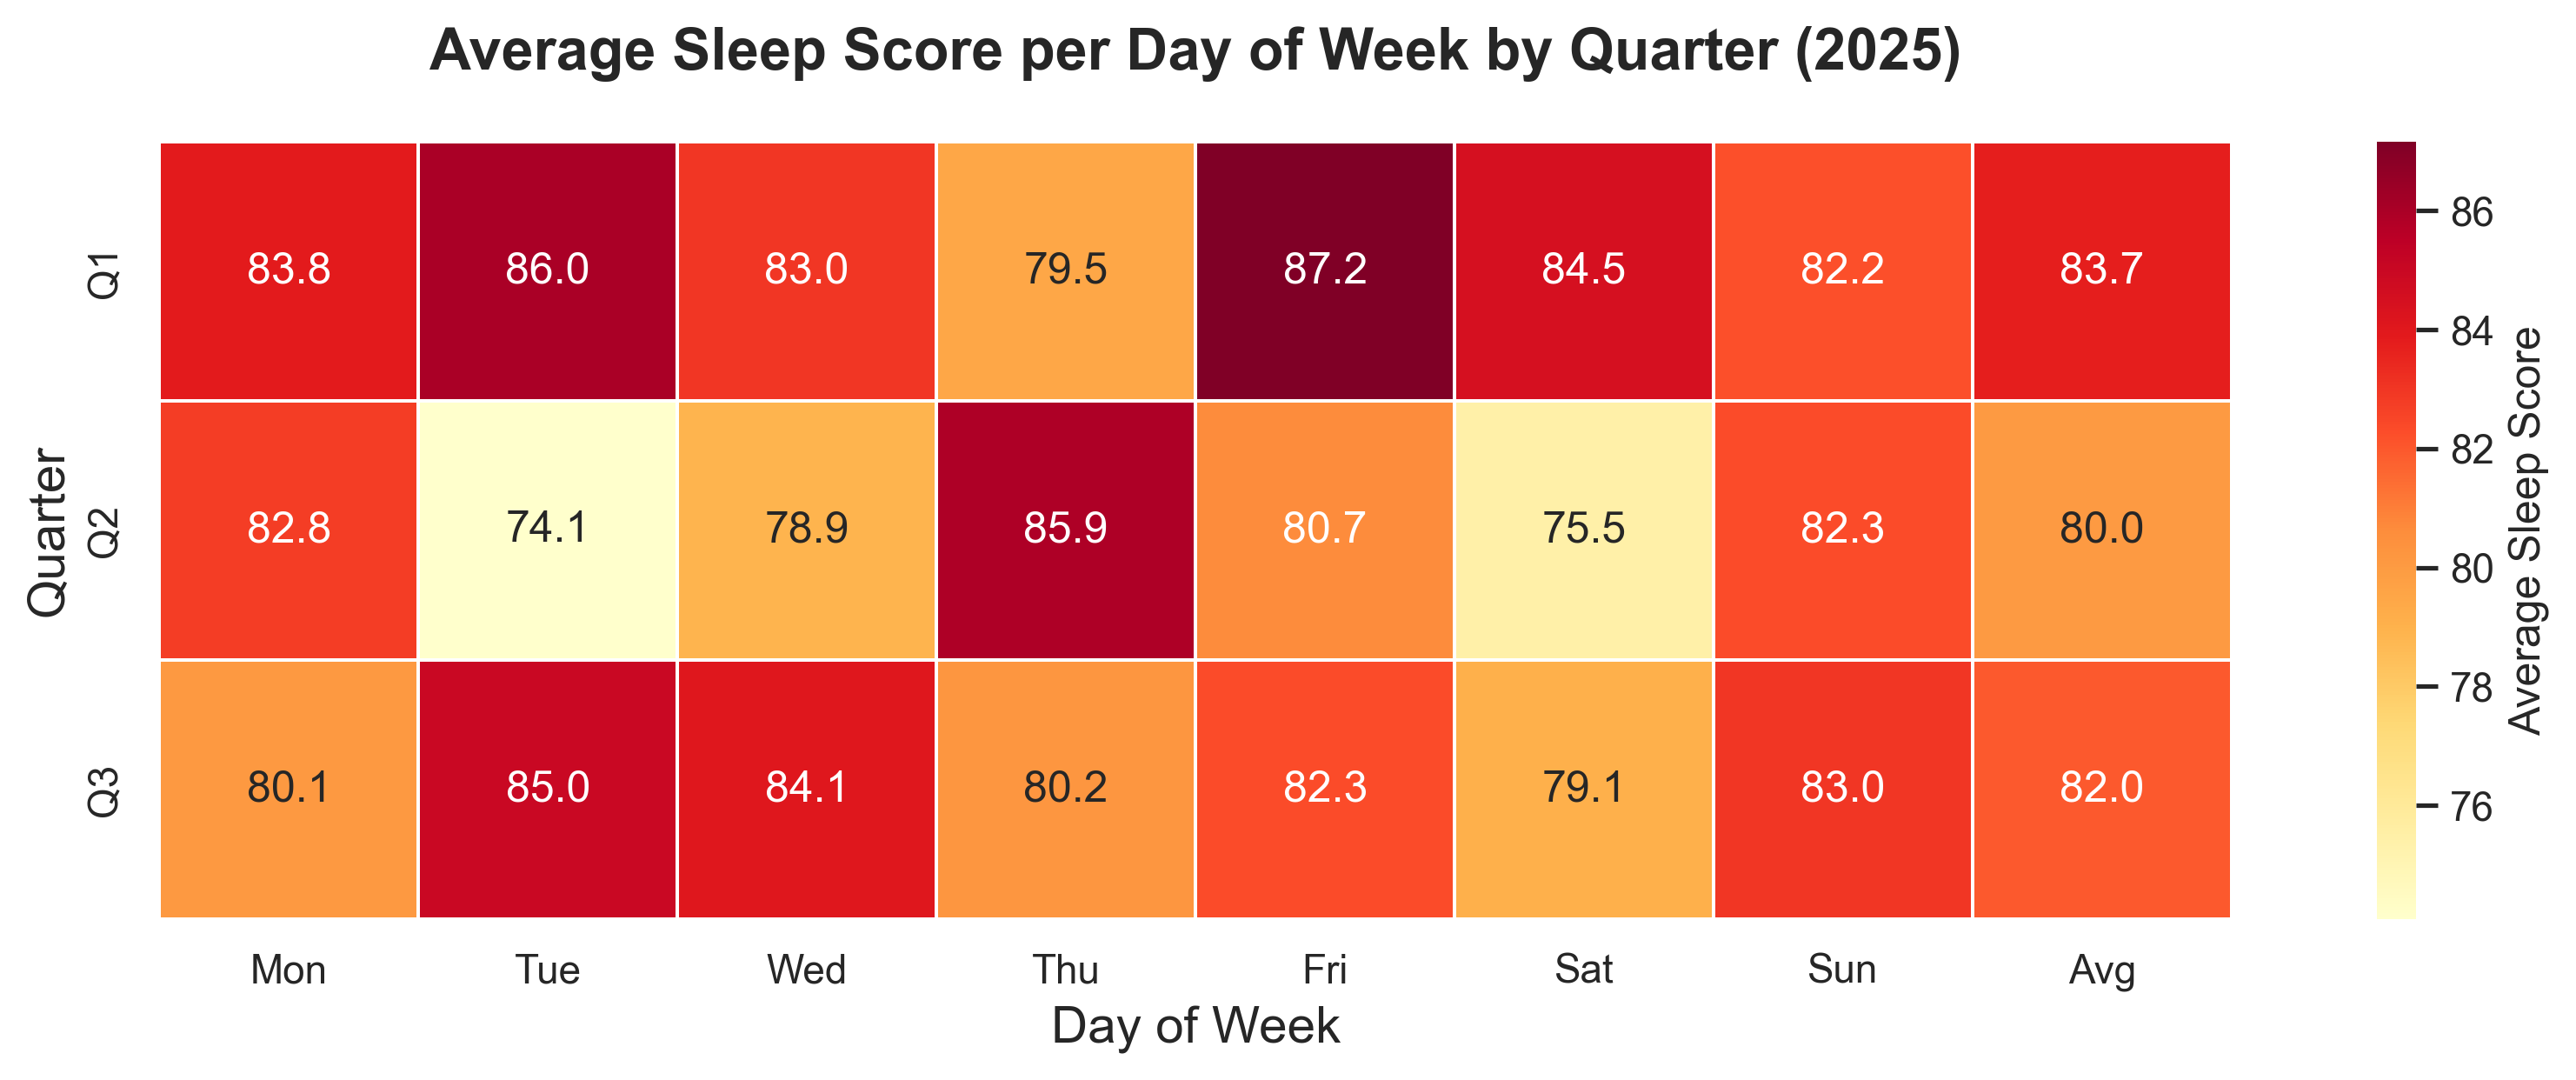 Average Sleep Score per Day of Week by Quarter (2025)
Quarter
Q1 83.8 86.0 83.0 79.5 87.2 84.5 82.2 83.7
Q2 82.8 74.1 78.9 85.9 80.7 75.5 82.3 80.0
Q3 80.1 85.0 84.1 80.2 82.3 79.1 83.0 82.0
Mon Tue Wed Thu Fri Sat Sun Avg
Day of Week
86
84
82
80
78
76
Average Sleep Score